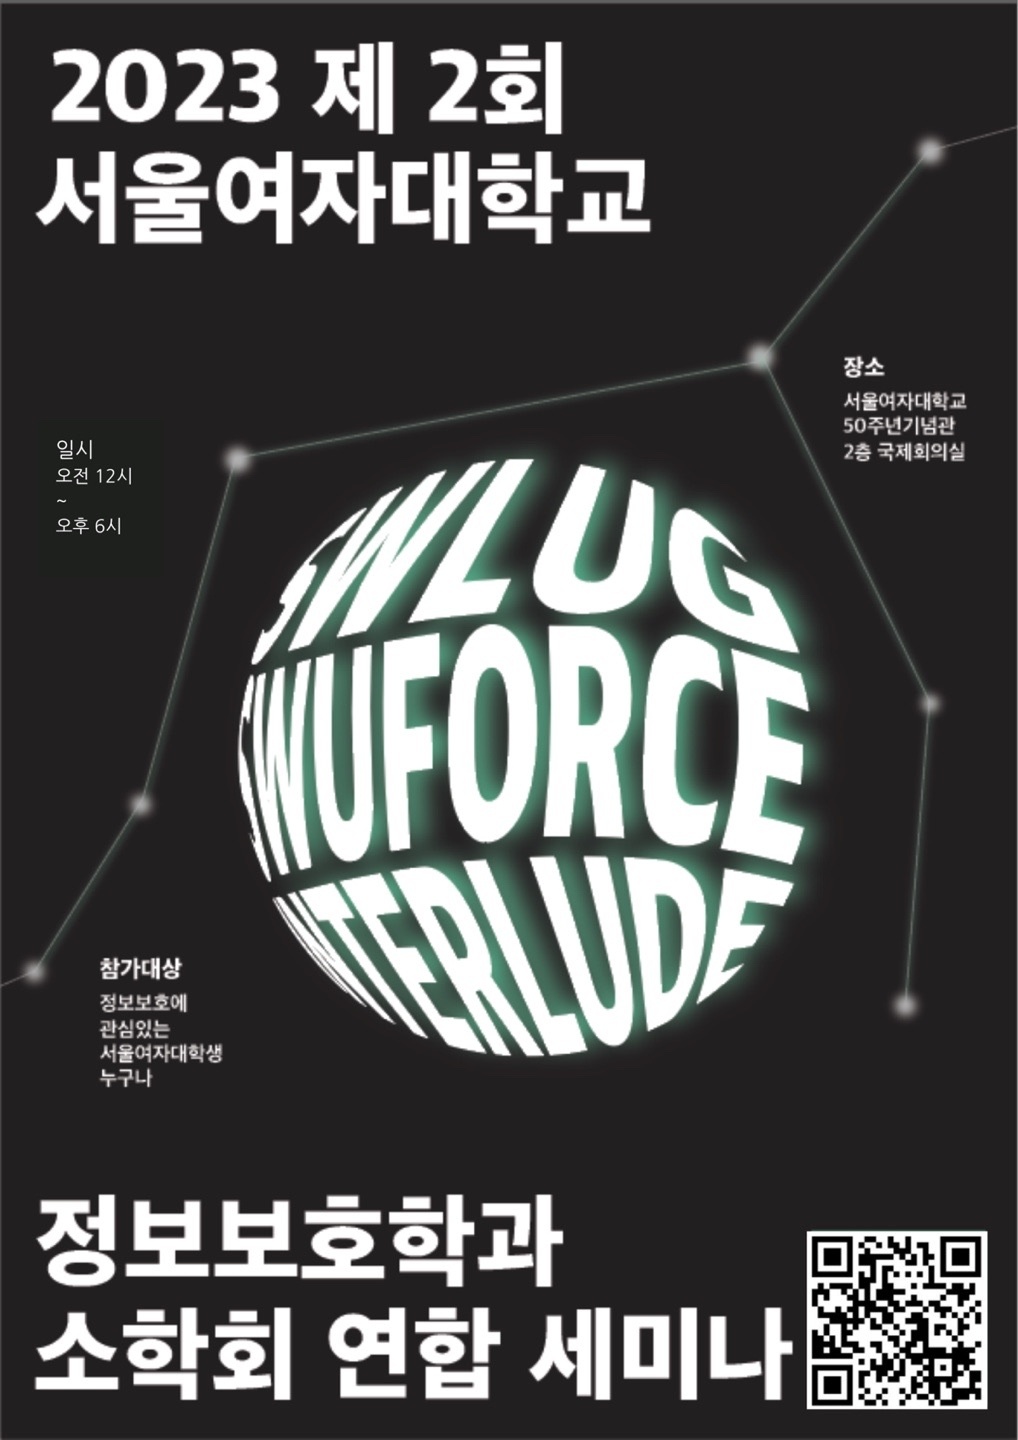 2023 제 2회
서울여자대학교
장소
서울여자대학교
50주년기념관
2층 국제회의실
일시
오전 12시
~
오후 6시
SWLUG
SWUFORCE
INTERLUDE
참가대상
정보보호에
관심있는
서울여자대학생
누구나
정보보호학과
소학회 연합 세미나